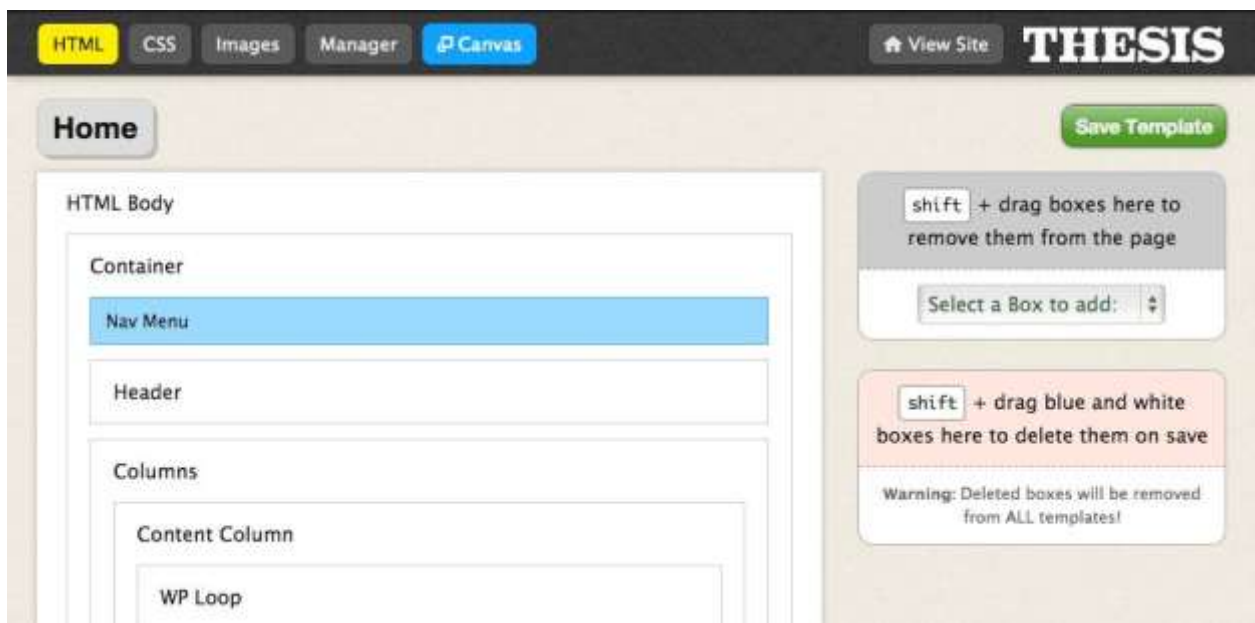 HTML CSS Images Manager Canvas View Site THESIS
Home
Save Template
HTML Body
Container
Nav Menu
Header
Columns
Content Column
WP Loop
shift + drag boxes here to
remove them from the page
Select a Box to add:
shift + drag blue and white
boxes here to delete them on save
Warning: Deleted boxes will be removed
from ALL templates!